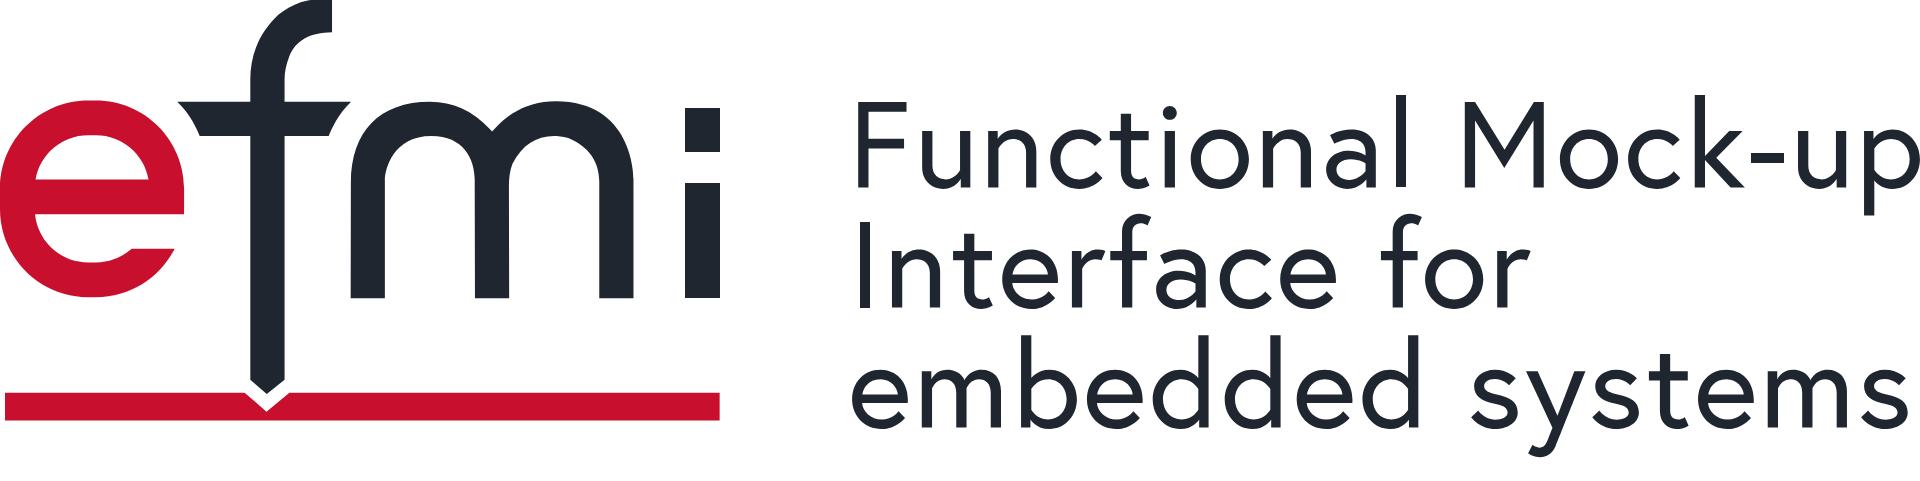 efmi
Functional Mock-up
Interface for
embedded systems